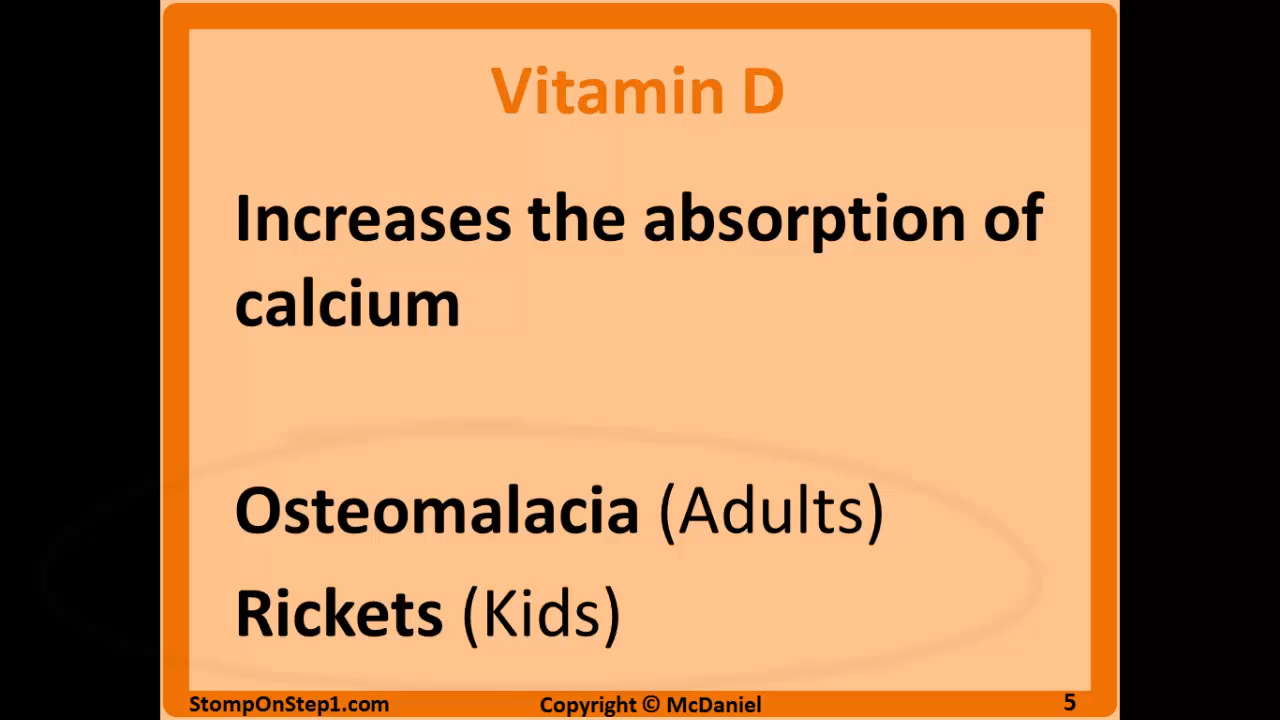 Vitamin D
Increases the absorption of
calcium
Osteomalacia (Adults)
Rickets (Kids)
StompOnStep1.com Copyright © McDaniel 5